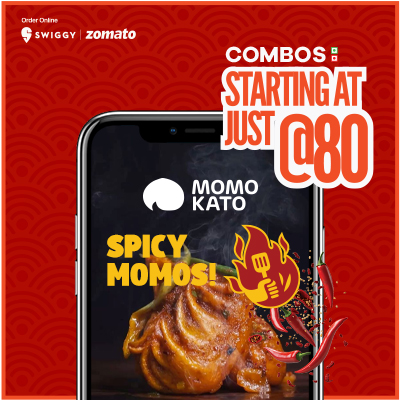 Order Online
SWIGGY | zomato
COMBOS:
STARTING AT
JUST @80
MOMO
KATO
SPICY
MOMOS!